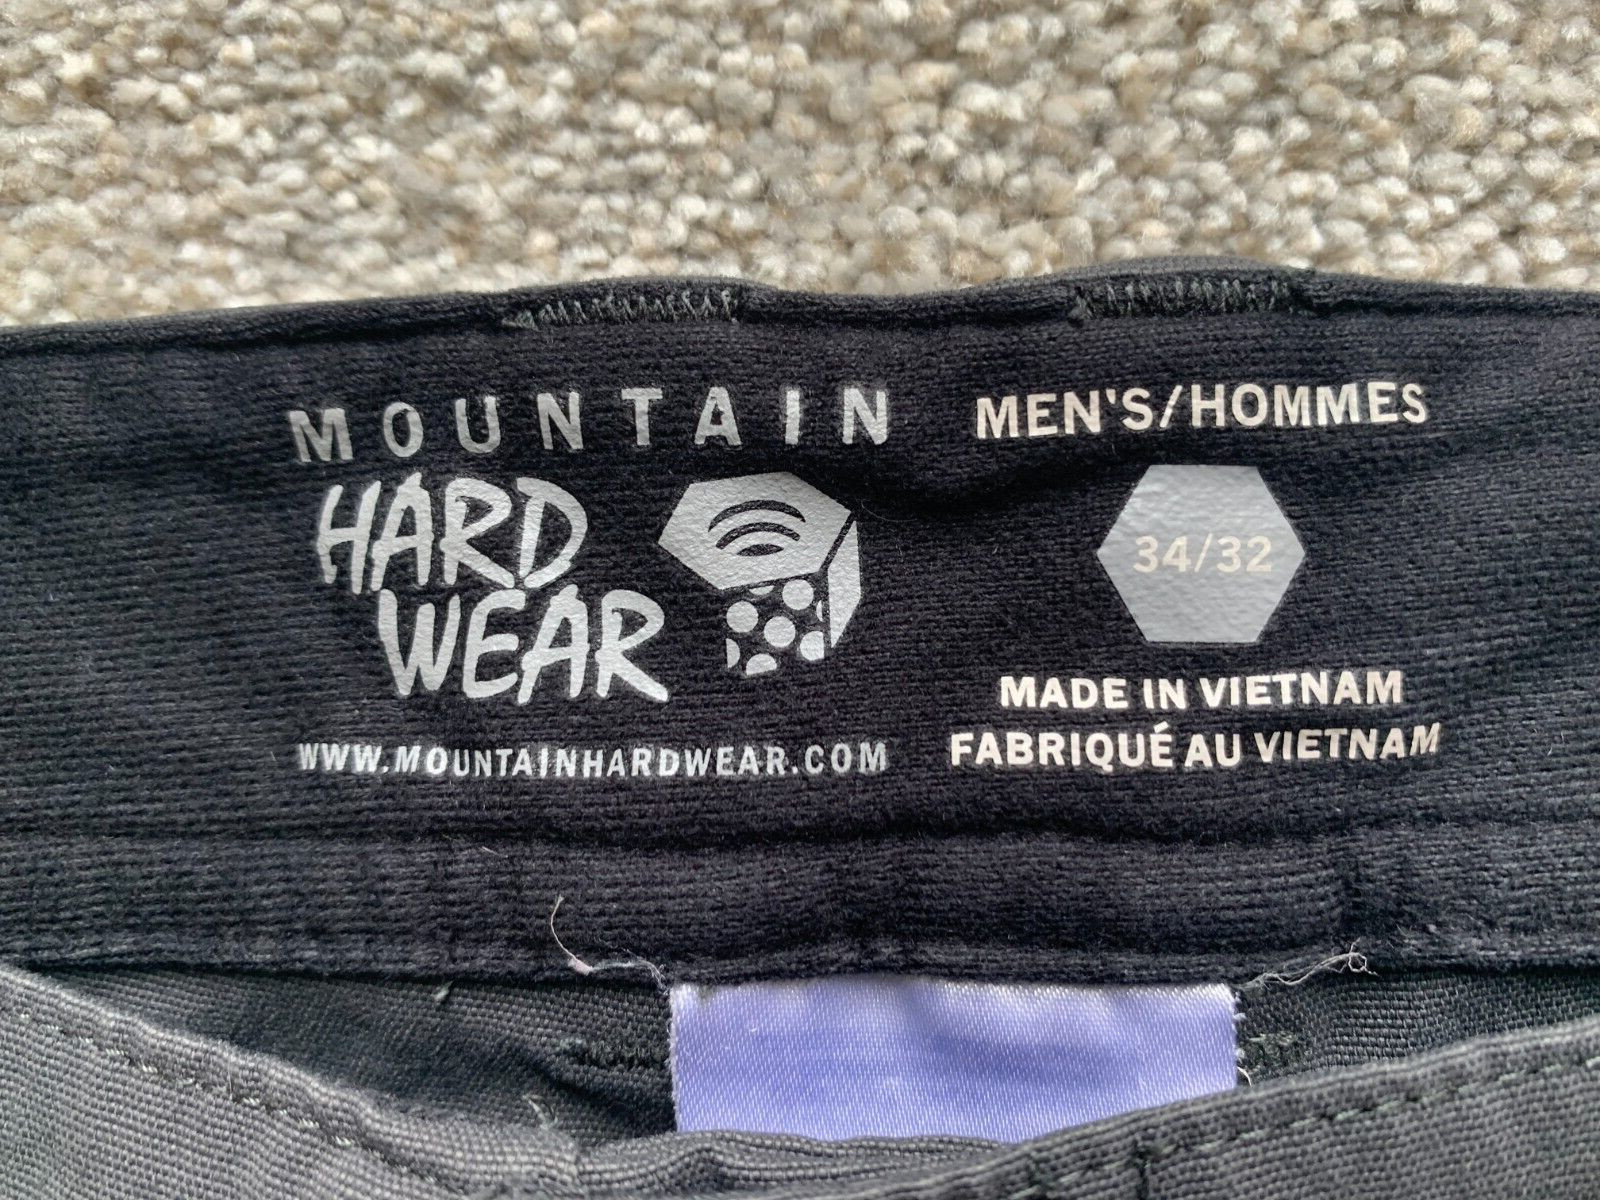 MOUNTAIN
HARD
WEAR
WWW.MOUNTAINHARDWEAR.COM
MEN'S/HOMMES
34/32
MADE IN VIETNAM
FABRIQUÉ AU VIETNAM